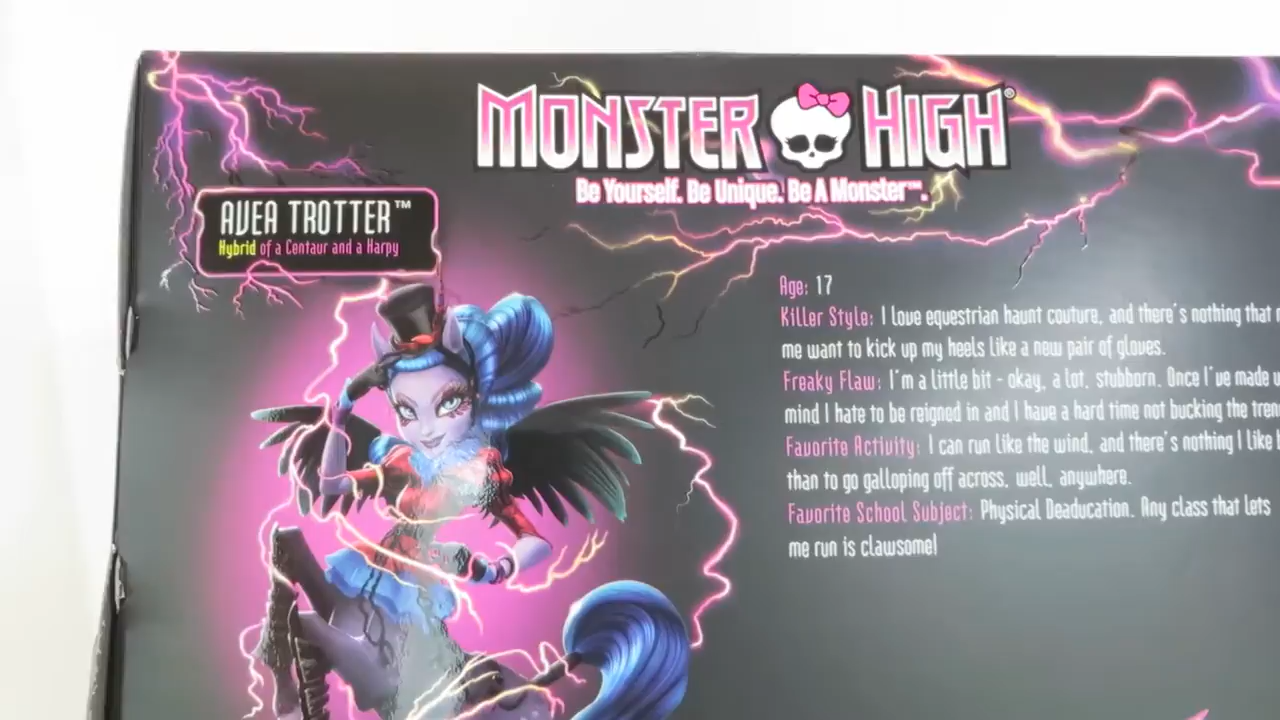 MONSTER HIGH®
Be Yourself. Be Unique. Be A Monster™.
AVEA TROTTER™
Hybrid of a Centaur and a Harpy
Age: 17
Killer Style: I love equestrian haunt couture, and there's nothing that
me want to kick up my heels like a new pair of gloves.
Freaky Flaw: I'm a little bit - okay, a lot, stubborn. Once I've made
mind I hate to be reigned in and I have a hard time not bucking the
Favorite Activity: I can run like the wind, and there's nothing I like
than to go galloping off across, well, anywhere.
Favorite School Subject: Physical Deaducation. Any class that lets
me run is clawsome!